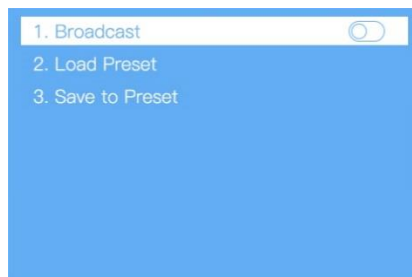 1. Broadcast
2. Load Preset
3. Save to Preset